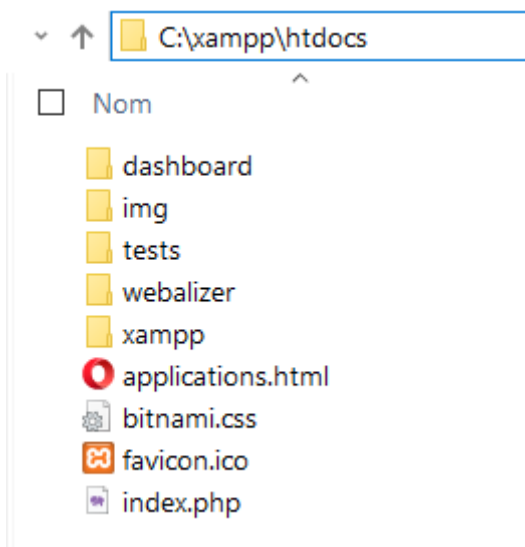 C:\xampp\htdocs
Nom
dashboard
img
tests
webalizer
xampp
applications.html
bitnami.css
favicon.ico
index.php